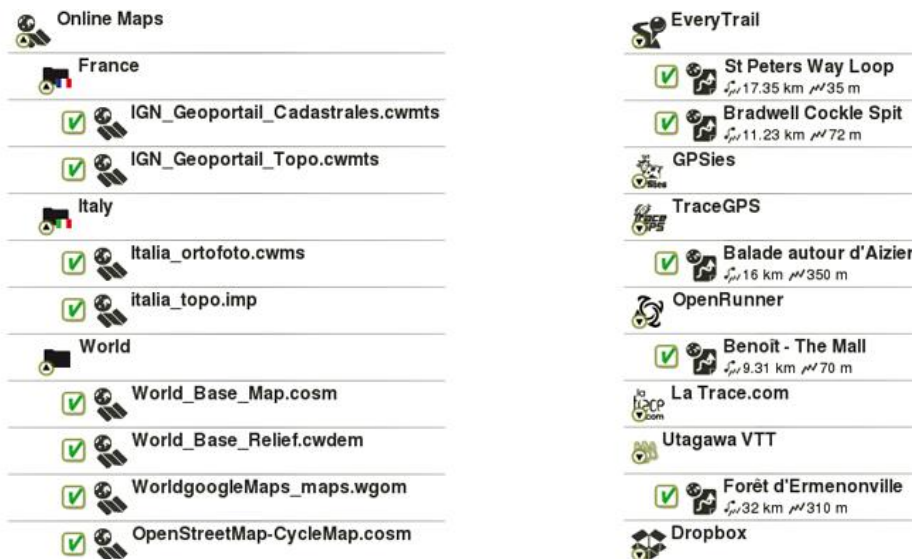 Online Maps
France
IGN_Geoportail_Cadastrales.cwmts
IGN_Geoportail_Topo.cwmts
Italy
Italia_ortofoto.cwms
italia_topo.imp
World
World_Base_Map.cosm
World_Base_Relief.cwdem
WorldgoogleMaps_maps.wgom
OpenStreetMap-CycleMap.cosm
EveryTrail
St Peters Way Loop
17.35 km 35 m
Bradwell Cockle Spit
11.23 km 72 m
GPSies
TraceGPS
Balade autour d'Aizier
16 km 350 m
OpenRunner
Benoît - The Mall
9.31 km 70 m
La Trace.com
Utagawa VTT
Forêt d'Ermenonville
32 km 310 m
Dropbox